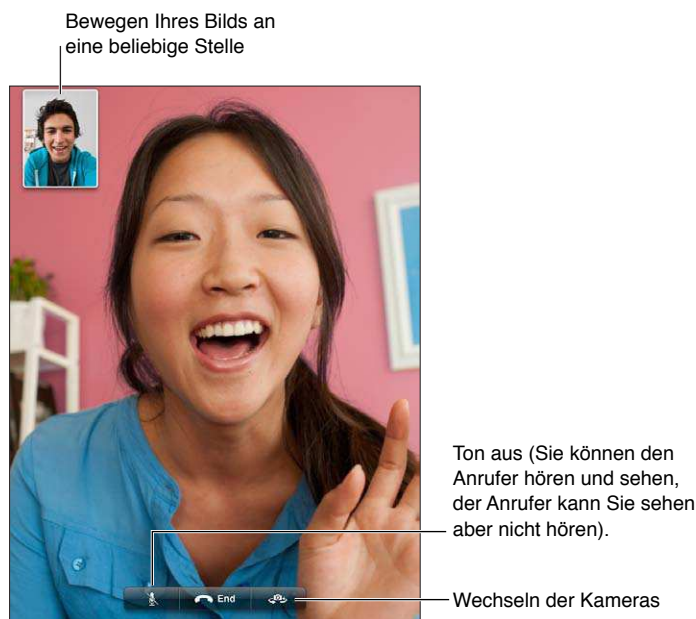 Bewegen Ihres Bilds an
eine beliebige Stelle
Ton aus (Sie können den
Anrufer hören und sehen,
der Anrufer kann Sie sehen
aber nicht hören).
End
Wechseln der Kameras